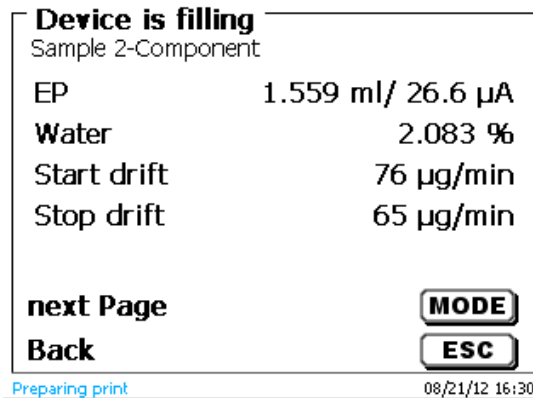 Device is filling
Sample 2-Component
EP 1.559 ml/ 26.6 µA
Water 2.083 %
Start drift 76 µg/min
Stop drift 65 µg/min
next Page MODE
Back ESC
Preparing print 08/21/12 16:30